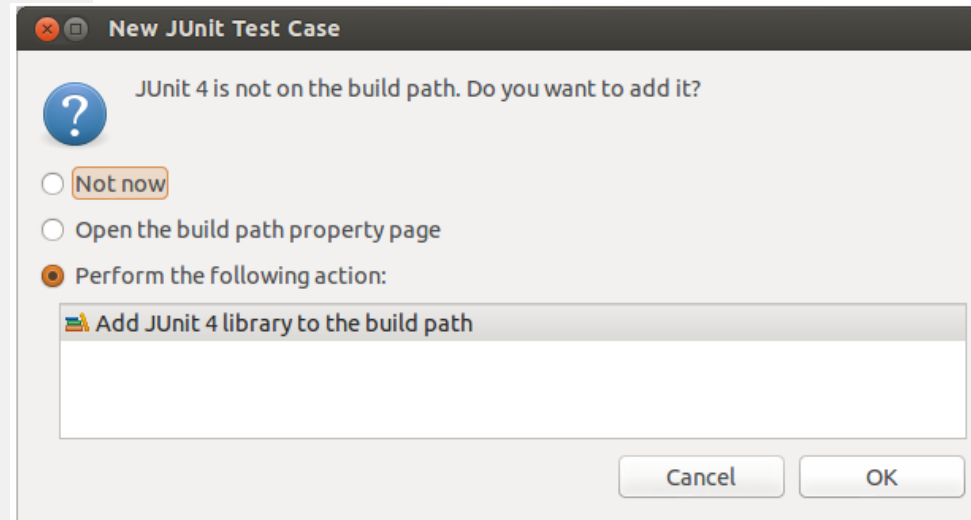 New JUnit Test Case
JUnit 4 is not on the build path. Do you want to add it?
Not now
Open the build path property page
Perform the following action:
Add JUnit 4 library to the build path
Cancel OK